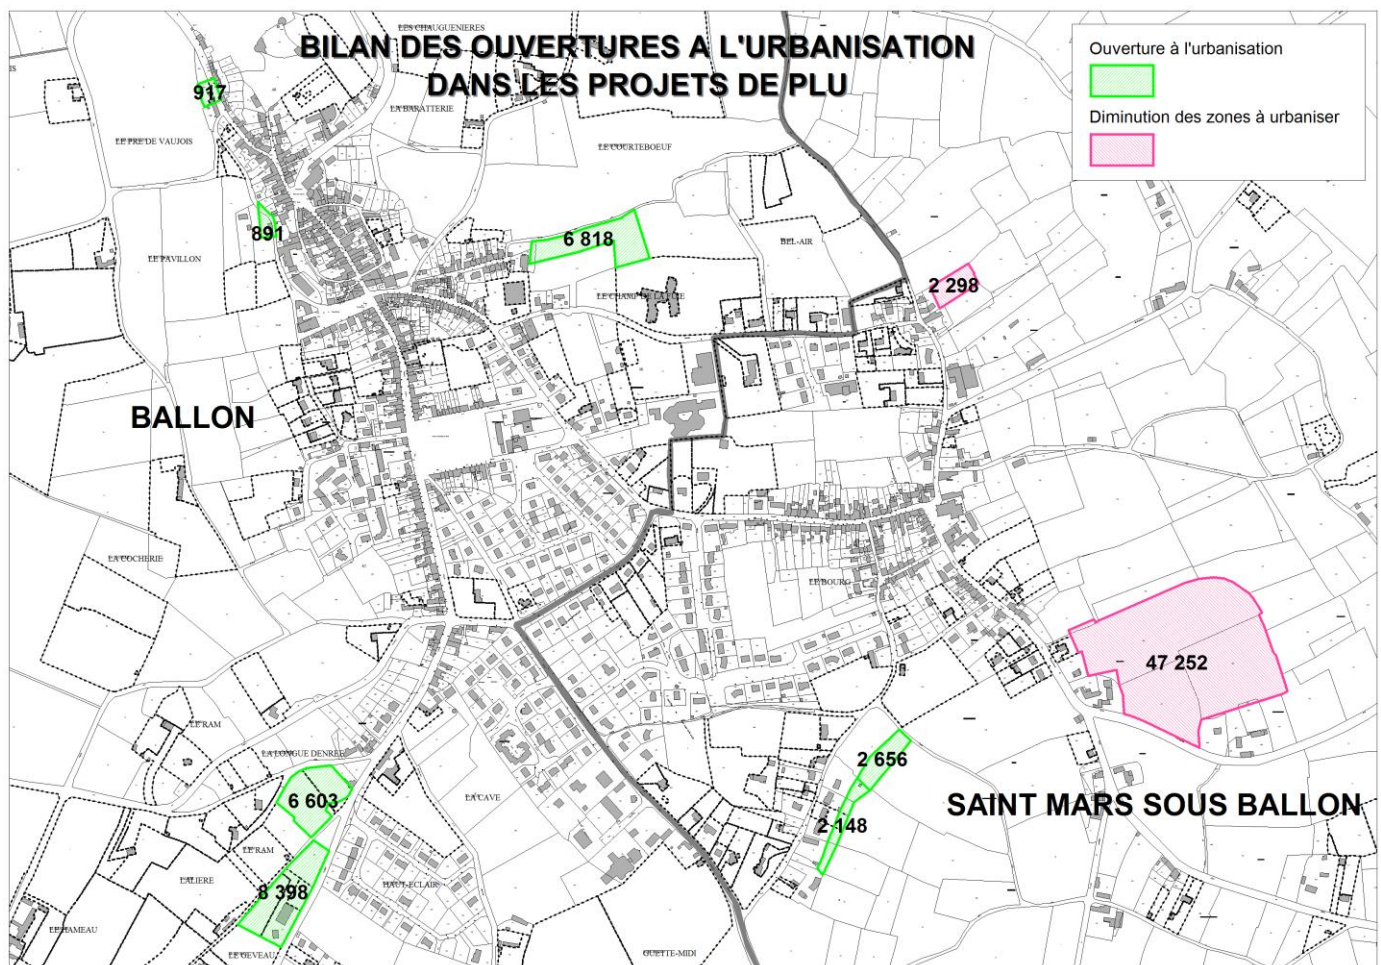 BILAN DES OUVERTURES A L'URBANISATION
DANS LES PROJETS DE PLU
Ouverture à l'urbanisation
Diminution des zones à urbaniser
LES CHAUGUENIERES
917
LA BARATTERIE
LE PRE DE VAUJOIS
LE COURTEBOEUF
891
6 818
BEL-AIR
LE PAVILLON
2 298
BALLON
LA COCHERIE
LE BOURG
47 252
LE RAM
LA LONGUE DENREE
2 656
6 603
LA CAVE
SAINT MARS SOUS BALLON
2 148
LE RAM
LALIERE
HAUT-ECLAIR
8 398
LE HAMEAU
LE GEVEAU
GUETTE-MIDI